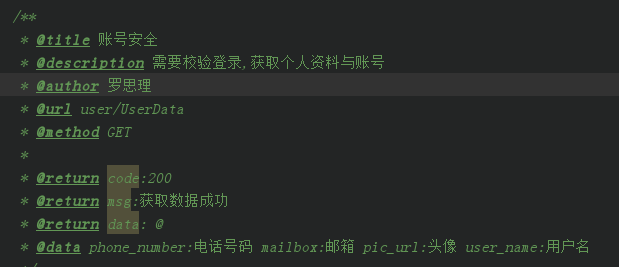 /**
* @title 账号安全
* @description 需要校验登录,获取个人资料与账号
* @author 罗思理
* @url user/UserData
* @method GET
*
* @return code:200
* @return msg:获取数据成功
* @return data: @
* @data phone_number:电话号码 mailbox:邮箱 pic_url:头像 user_name:用户名